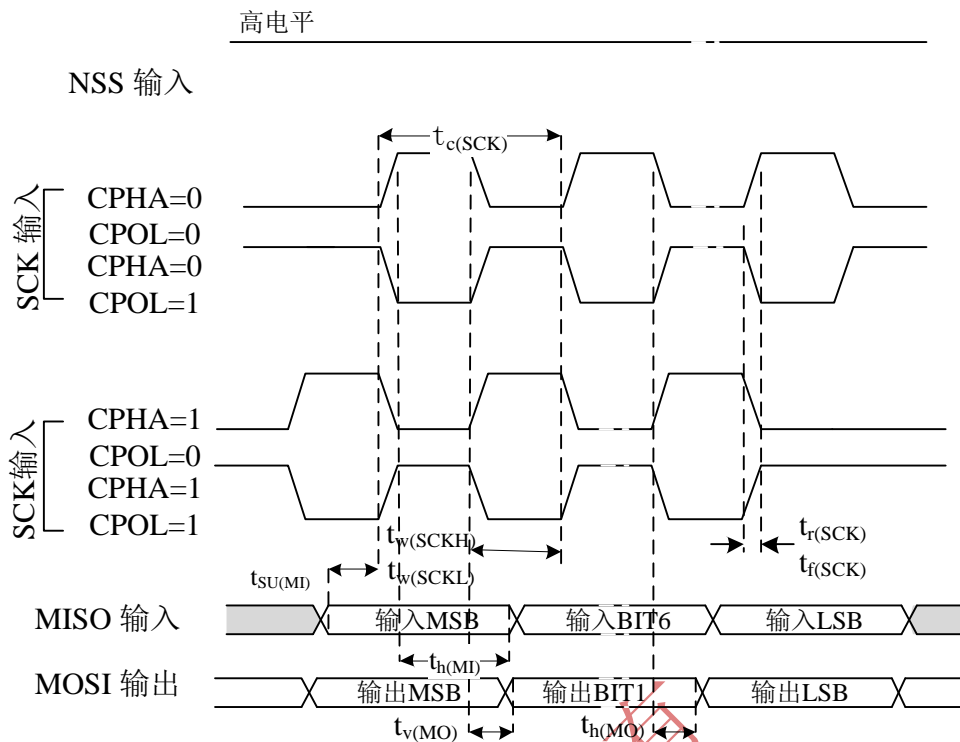 高电平
NSS 输入
tc(SCK)
SCK 输入
CPHA=0
CPOL=0
CPHA=0
CPOL=1
SCK输入
CPHA=1
CPOL=0
CPHA=1
CPOL=1
tw(SCKH)
tw(SCKL)
tr(SCK)
tf(SCK)
tSU(MI)
MISO 输入
输入MSB
输入BIT6
输入LSB
th(MI)
MOSI 输出
输出MSB
输出BIT1
输出LSB
tv(MO)
th(MO)